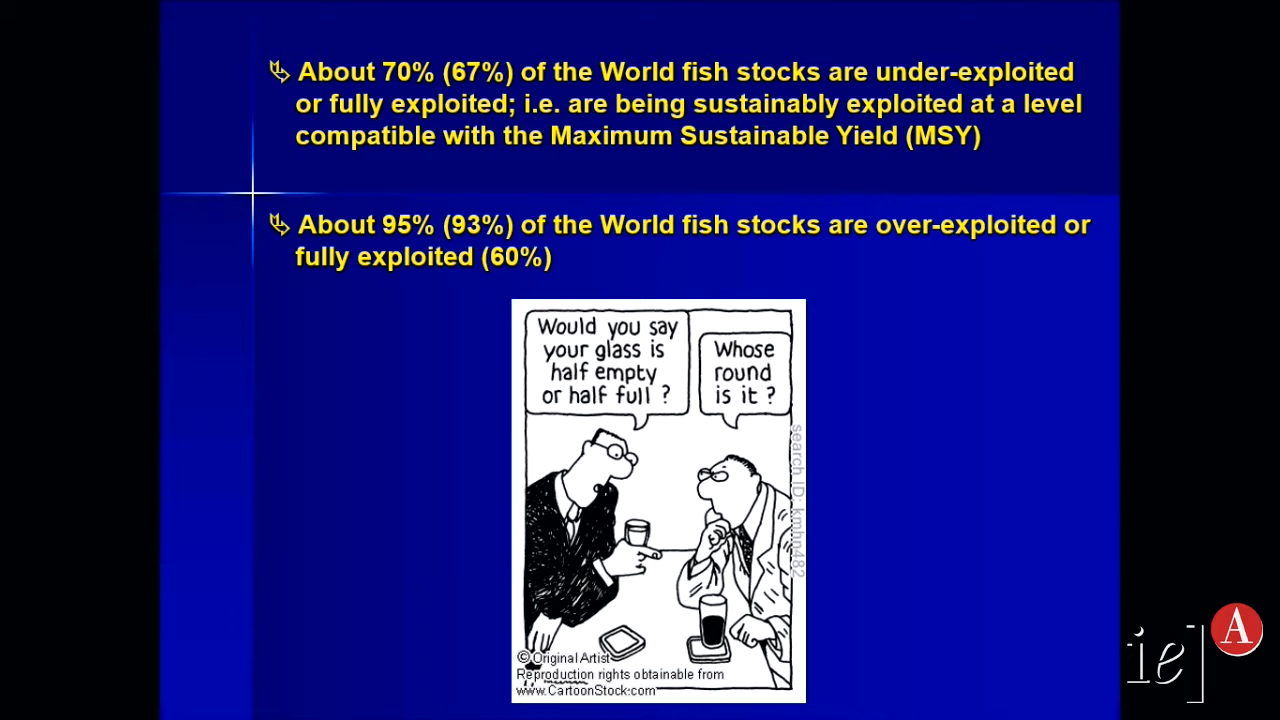 About 70% (67%) of the World fish stocks are under-exploited
or fully exploited; i.e. are being sustainably exploited at a level
compatible with the Maximum Sustainable Yield (MSY)
About 95% (93%) of the World fish stocks are over-exploited or
fully exploited (60%)
Would you say
your glass is
half empty
or half full ?
Whose
round
is it ?
search ID: kmhn482
© Original Artist
Reproduction rights obtainable from
www.CartoonStock.com
ie]
A